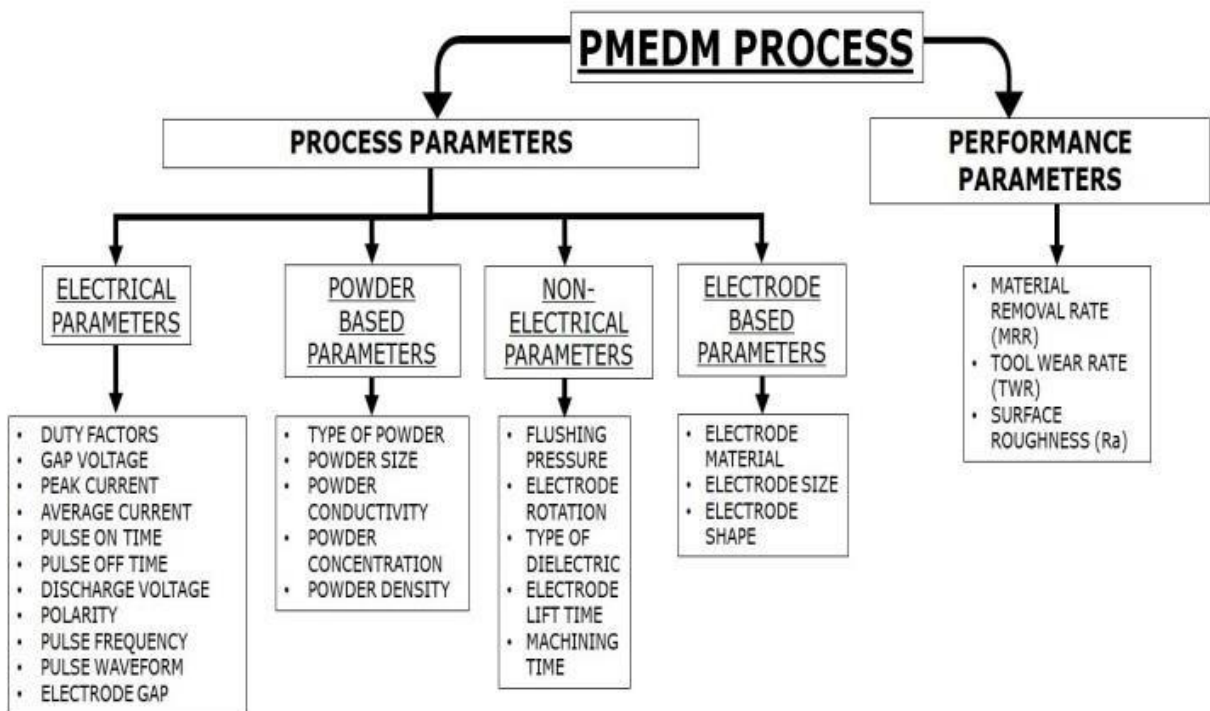 PMEDM PROCESS
PROCESS PARAMETERS
PERFORMANCE
PARAMETERS
ELECTRICAL
PARAMETERS
POWDER
BASED
PARAMETERS
NON-
ELECTRICAL
PARAMETERS
ELECTRODE
BASED
PARAMETERS
• DUTY FACTORS
• GAP VOLTAGE
• PEAK CURRENT
• AVERAGE CURRENT
• PULSE ON TIME
• PULSE OFF TIME
• DISCHARGE VOLTAGE
• POLARITY
• PULSE FREQUENCY
• PULSE WAVEFORM
• ELECTRODE GAP
• TYPE OF POWDER
• POWDER SIZE
• POWDER
CONDUCTIVITY
• POWDER
CONCENTRATION
• POWDER DENSITY
• FLUSHING
PRESSURE
• ELECTRODE
ROTATION
• TYPE OF
DIELECTRIC
• ELECTRODE
LIFT TIME
• MACHINING
TIME
• ELECTRODE
MATERIAL
• ELECTRODE SIZE
• ELECTRODE
SHAPE
• MATERIAL
REMOVAL RATE
(MRR)
• TOOL WEAR RATE
(TWR)
• SURFACE
ROUGHNESS (Ra)